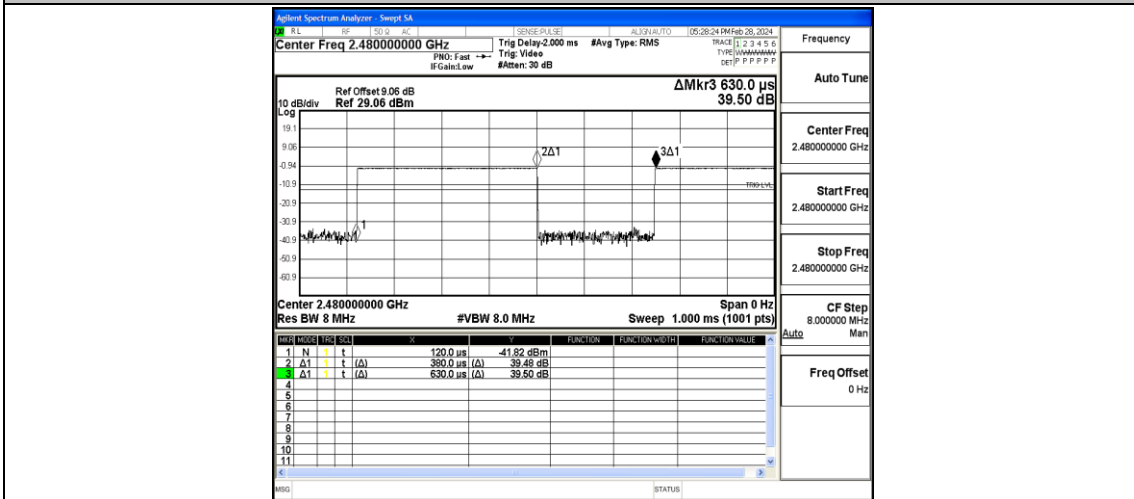 Agilent Spectrum Analyzer - Swept SA
RL RF 50 Ω AC SENSE:PULSE ALIGN AUTO 05:28:24 PM Feb 28, 2024
Center Freq 2.480000000 GHz Trig Delay-2.000 ms #Avg Type: RMS TRACE 1 2 3 4 5 6 Frequency
PNO: Fast Trig: Video TYPE
IFGain:Low #Atten: 30 dB DET P P P P P P
Auto Tune
ΔMkr3 630.0 µs
39.50 dB
Ref Offset 9.06 dB
10 dB/div Ref 29.06 dBm
Log
19.1
9.06
-0.94
-10.9
-20.9
-30.9
-40.9
-50.9
-60.9
1
2Δ1
3Δ1
TRIG LVL
Center Freq
2.480000000 GHz
Start Freq
2.480000000 GHz
Stop Freq
2.480000000 GHz
CF Step
8.000000 MHz
Auto Man
Freq Offset
0 Hz
Center 2.480000000 GHz Span 0 Hz
Res BW 8 MHz #VBW 8.0 MHz Sweep 1.000 ms (1001 pts)
MKR MODE TRC SCL X Y FUNCTION FUNCTION WIDTH FUNCTION VALUE
1 N 1 t 120.0 µs -41.82 dBm
2 Δ1 1 t (Δ) 380.0 µs (Δ) 39.48 dB
3 Δ1 1 t (Δ) 630.0 µs (Δ) 39.50 dB
4
5
6
7
8
9
10
11
MSG STATUS